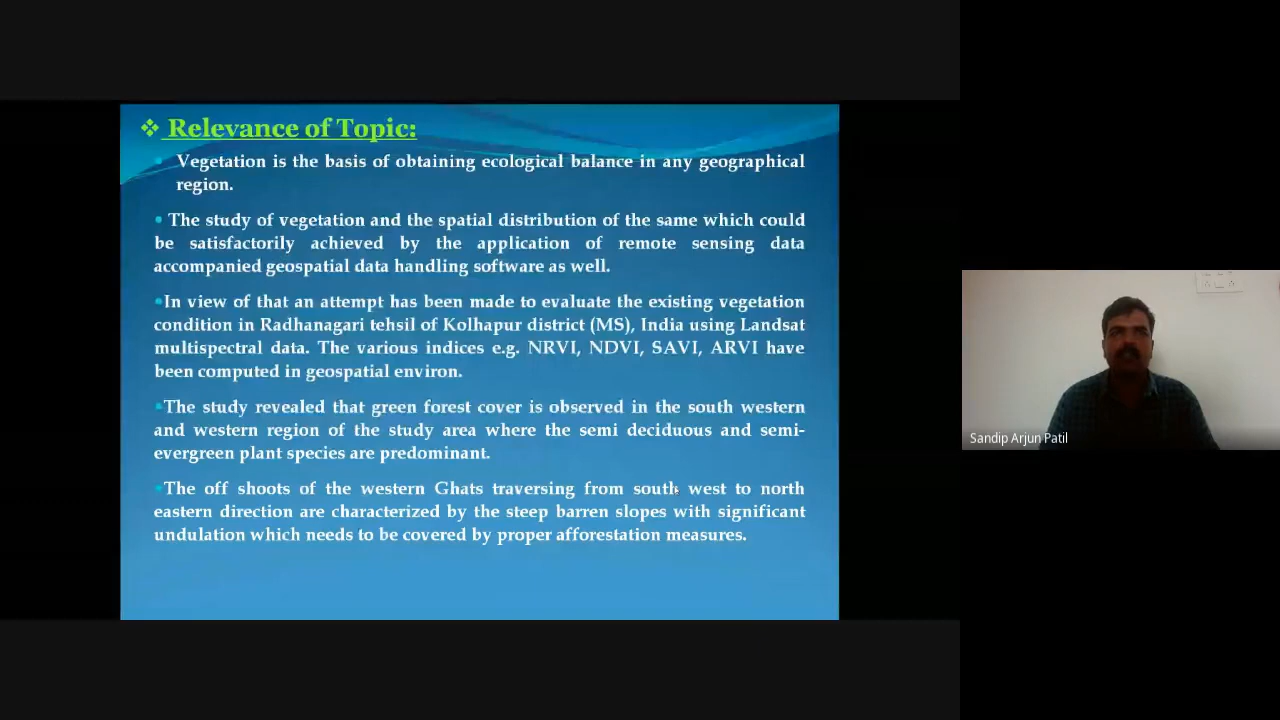 ❖ Relevance of Topic:
• Vegetation is the basis of obtaining ecological balance in any geographical
region.
• The study of vegetation and the spatial distribution of the same which could
be satisfactorily achieved by the application of remote sensing data
accompanied geospatial data handling software as well.
•In view of that an attempt has been made to evaluate the existing vegetation
condition in Radhanagari tehsil of Kolhapur district (MS), India using Landsat
multispectral data. The various indices e.g. NRVI, NDVI, SAVI, ARVI have
been computed in geospatial environ.
•The study revealed that green forest cover is observed in the south western
and western region of the study area where the semi deciduous and semi-
evergreen plant species are predominant.
•The off shoots of the western Ghats traversing from south west to north
eastern direction are characterized by the steep barren slopes with significant
undulation which needs to be covered by proper afforestation measures.
Sandip Arjun Patil